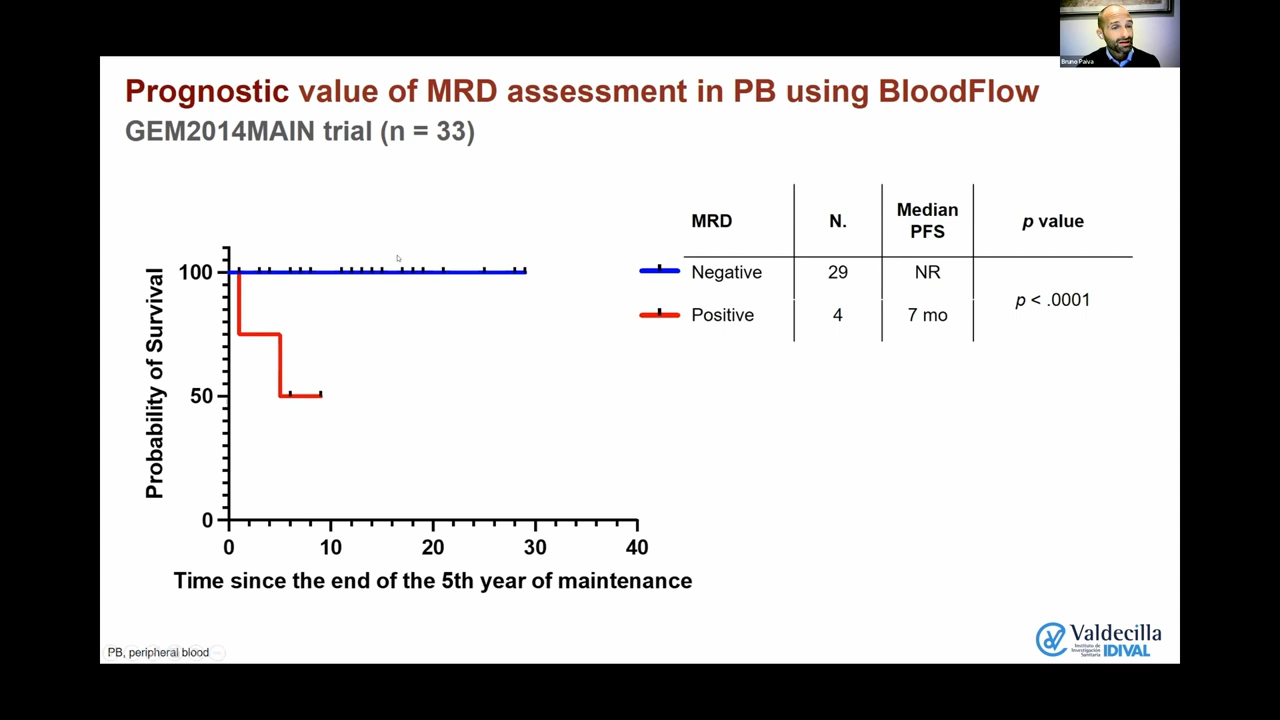 Bruno Paiva
Prognostic value of MRD assessment in PB using BloodFlow
GEM2014MAIN trial (n = 33)
MRD N. Median PFS p value
Negative 29 NR
Positive 4 7 mo
p < .0001
Probability of Survival
100
50
0
0 10 20 30 40
Time since the end of the 5th year of maintenance
PB, peripheral blood
Valdecilla
Instituto de
Investigación
Sanitaria
IDIVAL